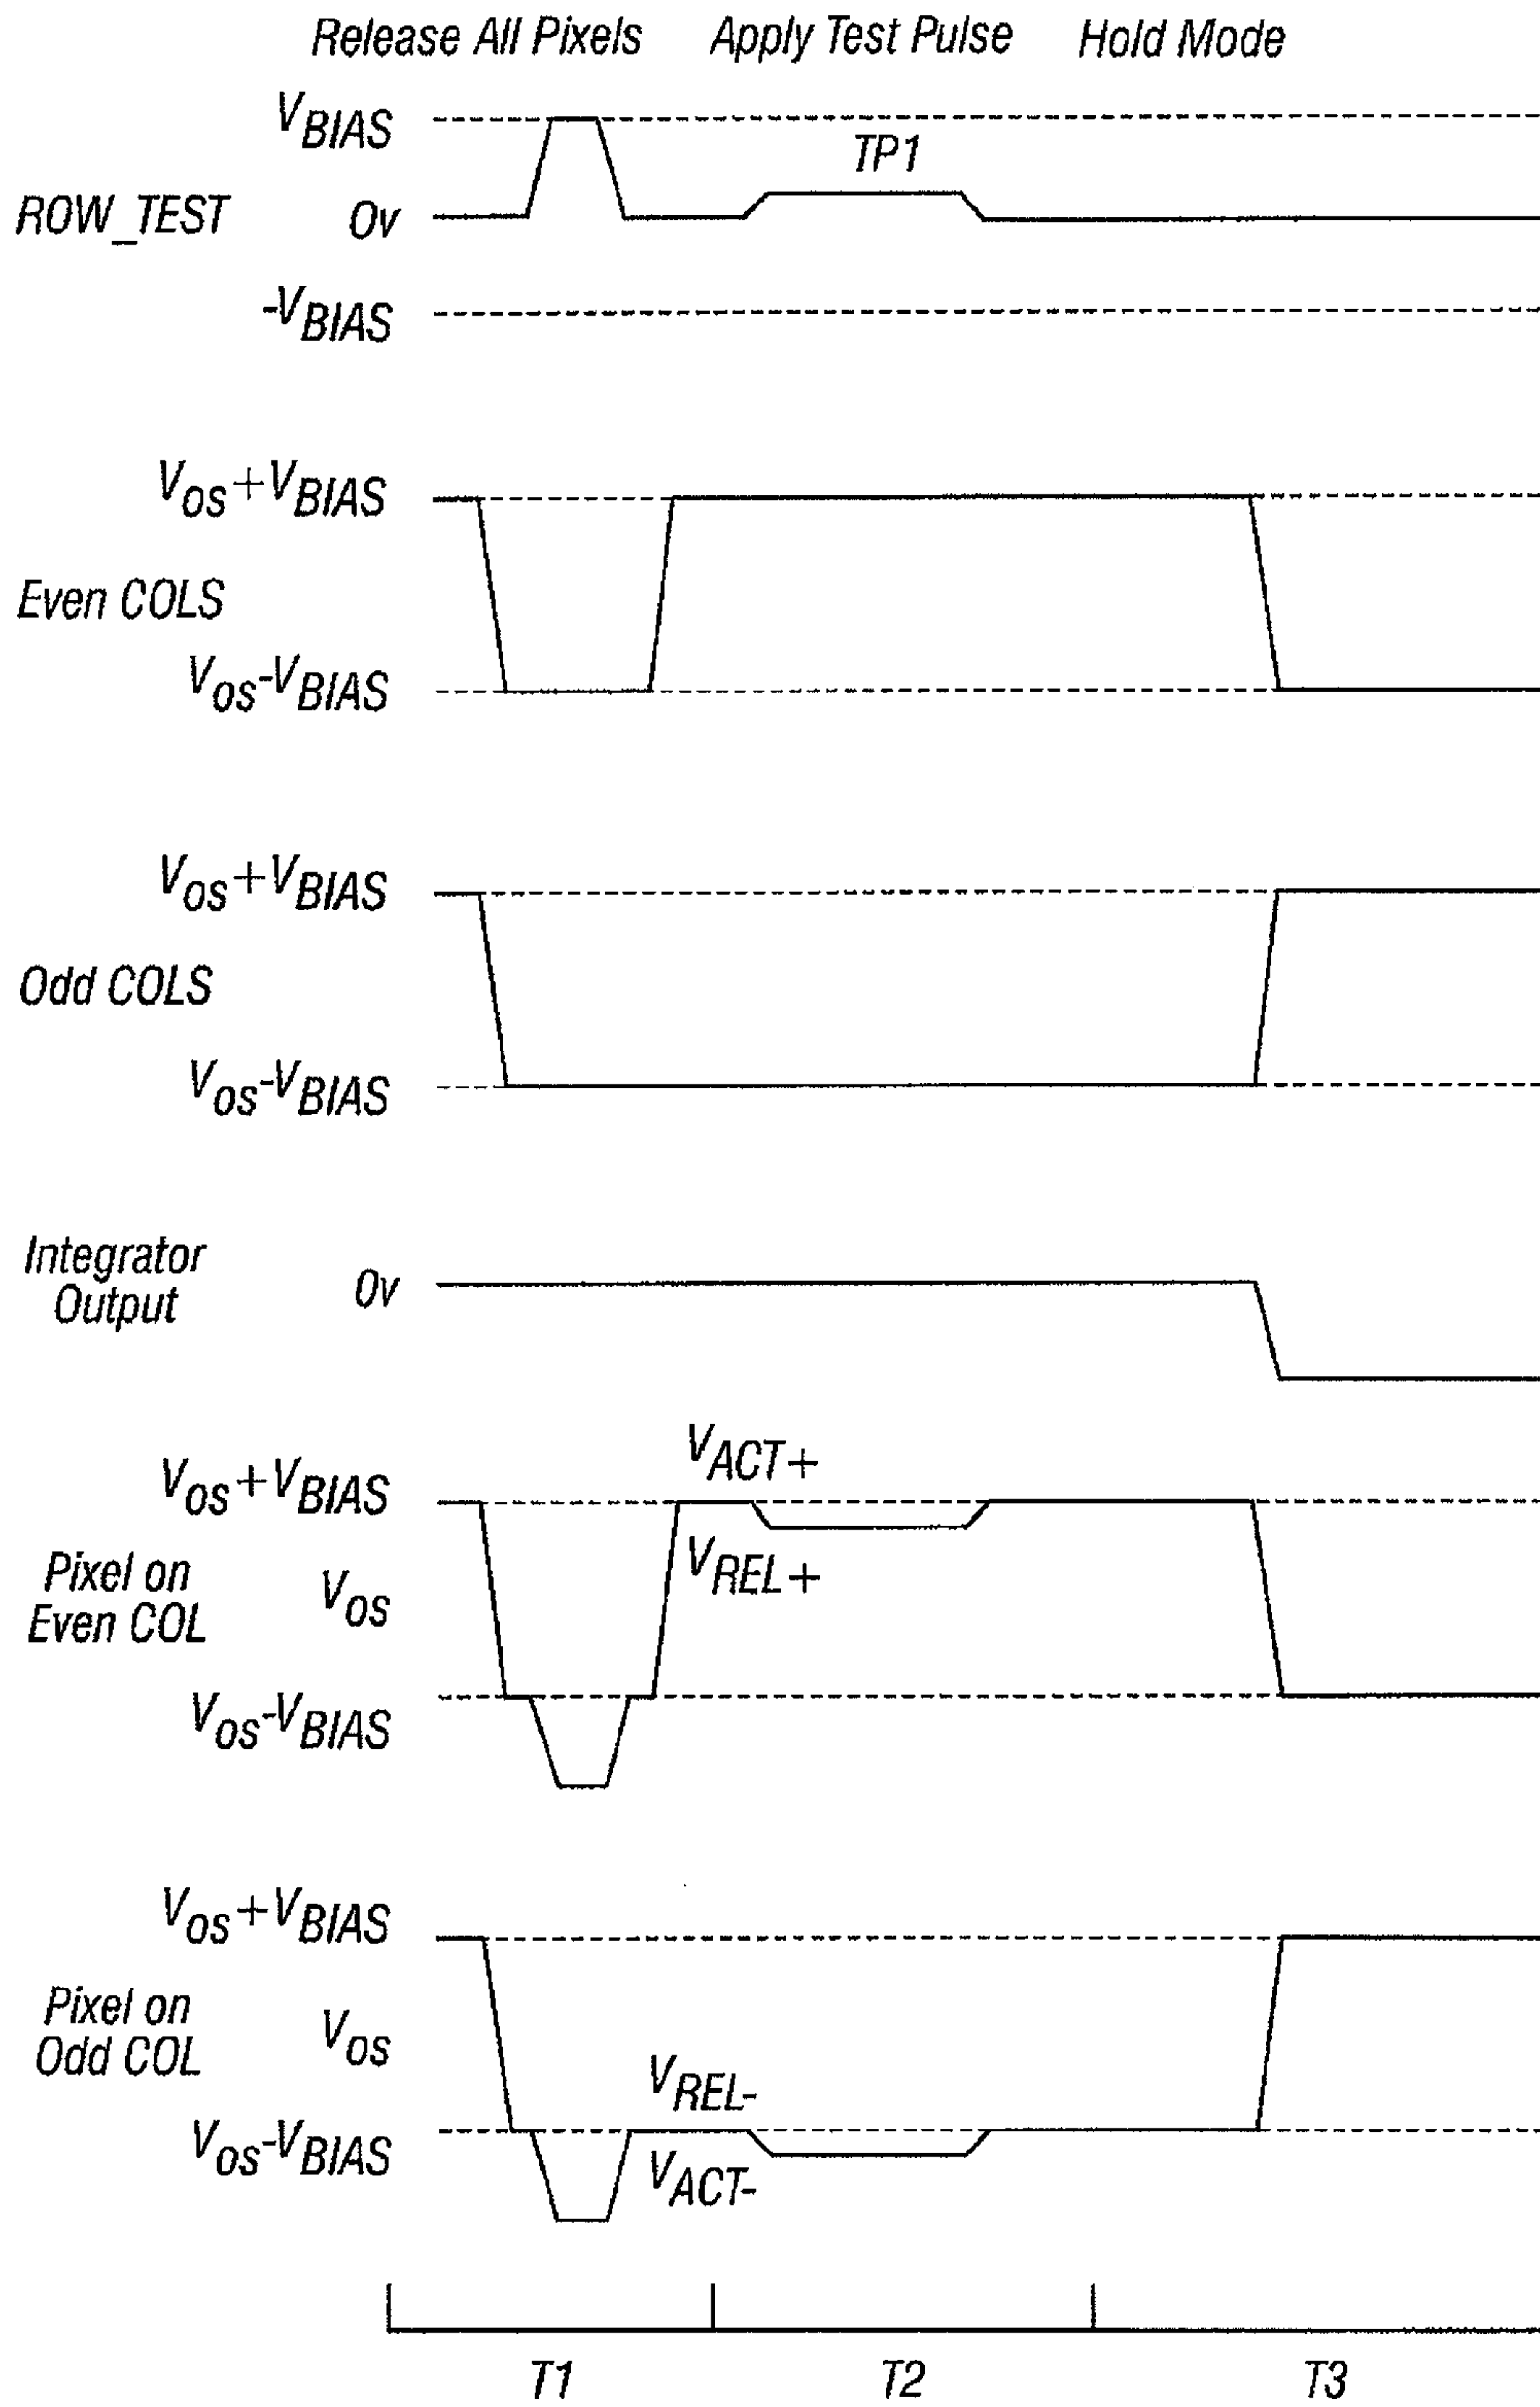 Release All Pixels Apply Test Pulse Hold Mode
VBIAS
TP1
ROW_TEST 0v
-VBIAS
Vos+VBIAS
Even COLS
Vos-VBIAS
Vos+VBIAS
Odd COLS
Vos-VBIAS
Integrator
Output 0v
VACT+
Vos+VBIAS
VREL+
Pixel on
Even COL Vos
Vos-VBIAS
Vos+VBIAS
Pixel on
Odd COL Vos
VREL-
Vos-VBIAS
VACT-
T1 T2 T3